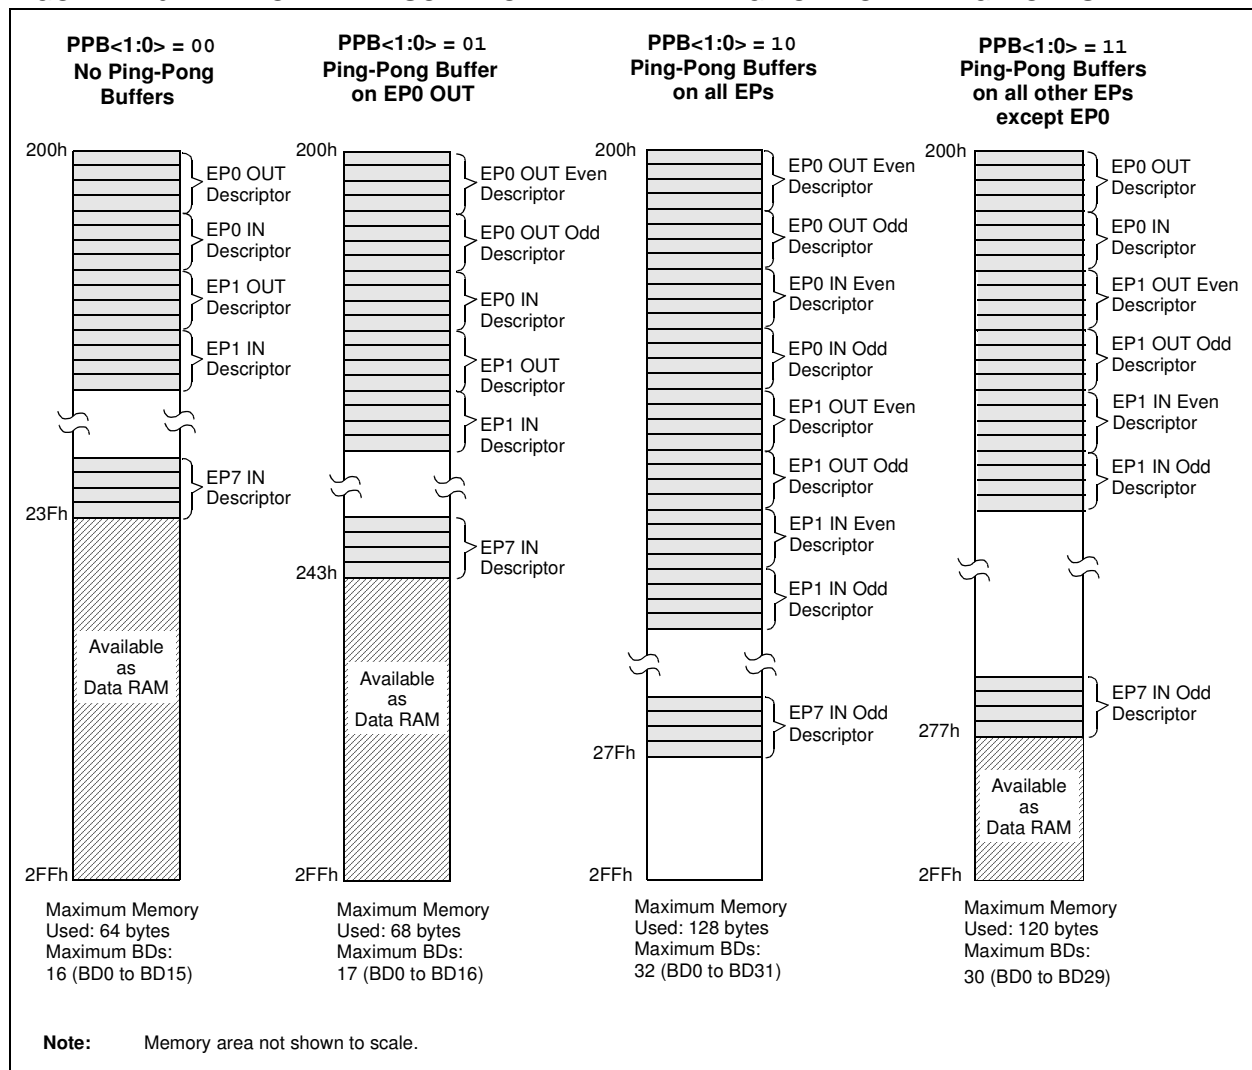 PPB<1:0> = 00
No Ping-Pong
Buffers
200h
EP0 OUT
Descriptor
EP0 IN
Descriptor
EP1 OUT
Descriptor
EP1 IN
Descriptor
EP7 IN
Descriptor
23Fh
Available
as
Data RAM
2FFh
Maximum Memory
Used: 64 bytes
Maximum BDs:
16 (BD0 to BD15)
PPB<1:0> = 01
Ping-Pong Buffer
on EP0 OUT
200h
EP0 OUT Even
Descriptor
EP0 OUT Odd
Descriptor
EP0 IN
Descriptor
EP1 OUT
Descriptor
EP1 IN
Descriptor
EP7 IN
Descriptor
243h
Available
as
Data RAM
2FFh
Maximum Memory
Used: 68 bytes
Maximum BDs:
17 (BD0 to BD16)
PPB<1:0> = 10
Ping-Pong Buffers
on all EPs
200h
EP0 OUT Even
Descriptor
EP0 OUT Odd
Descriptor
EP0 IN Even
Descriptor
EP0 IN Odd
Descriptor
EP1 OUT Even
Descriptor
EP1 OUT Odd
Descriptor
EP1 IN Even
Descriptor
EP1 IN Odd
Descriptor
EP7 IN Odd
Descriptor
27Fh
2FFh
Maximum Memory
Used: 128 bytes
Maximum BDs:
32 (BD0 to BD31)
PPB<1:0> = 11
Ping-Pong Buffers
on all other EPs
except EP0
200h
EP0 OUT
Descriptor
EP0 IN
Descriptor
EP1 OUT Even
Descriptor
EP1 OUT Odd
Descriptor
EP1 IN Even
Descriptor
EP1 IN Odd
Descriptor
EP7 IN Odd
Descriptor
277h
Available
as
Data RAM
2FFh
Maximum Memory
Used: 120 bytes
Maximum BDs:
30 (BD0 to BD29)
Note: Memory area not shown to scale.